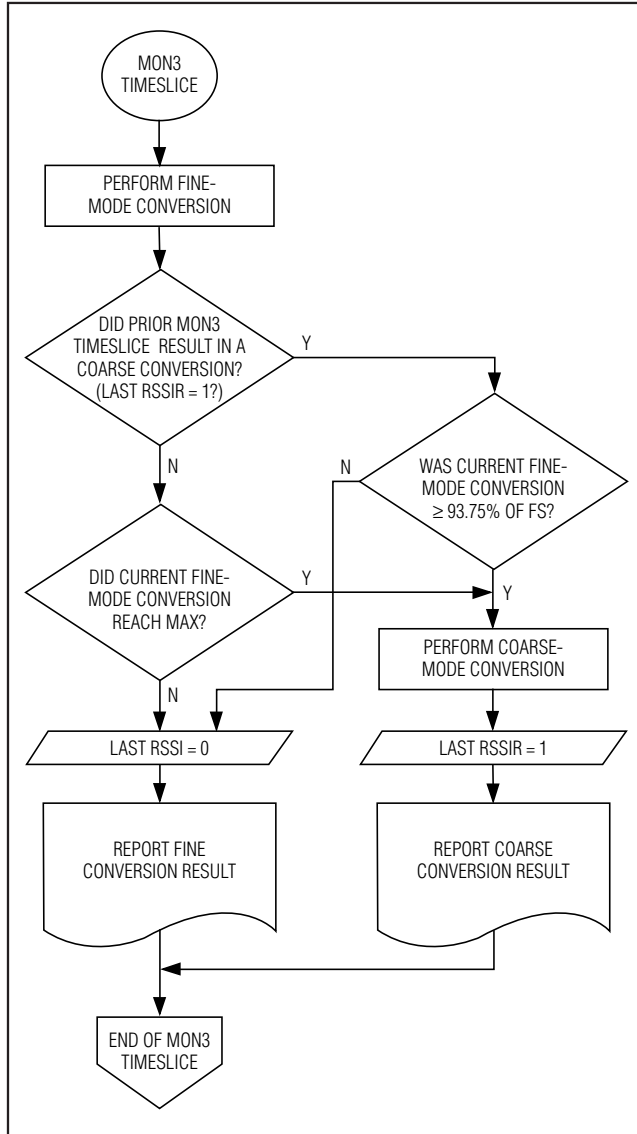 MON3
TIMESLICE
PERFORM FINE-
MODE CONVERSION
DID PRIOR MON3
TIMESLICE RESULT IN A
COARSE CONVERSION?
(LAST RSSIR = 1?)
Y
N
N
WAS CURRENT FINE-
MODE CONVERSION
≥ 93.75% OF FS?
DID CURRENT FINE-
MODE CONVERSION
REACH MAX?
Y
Y
N
PERFORM COARSE-
MODE CONVERSION
LAST RSSI = 0
LAST RSSIR = 1
REPORT FINE
CONVERSION RESULT
REPORT COARSE
CONVERSION RESULT
END OF MON3
TIMESLICE